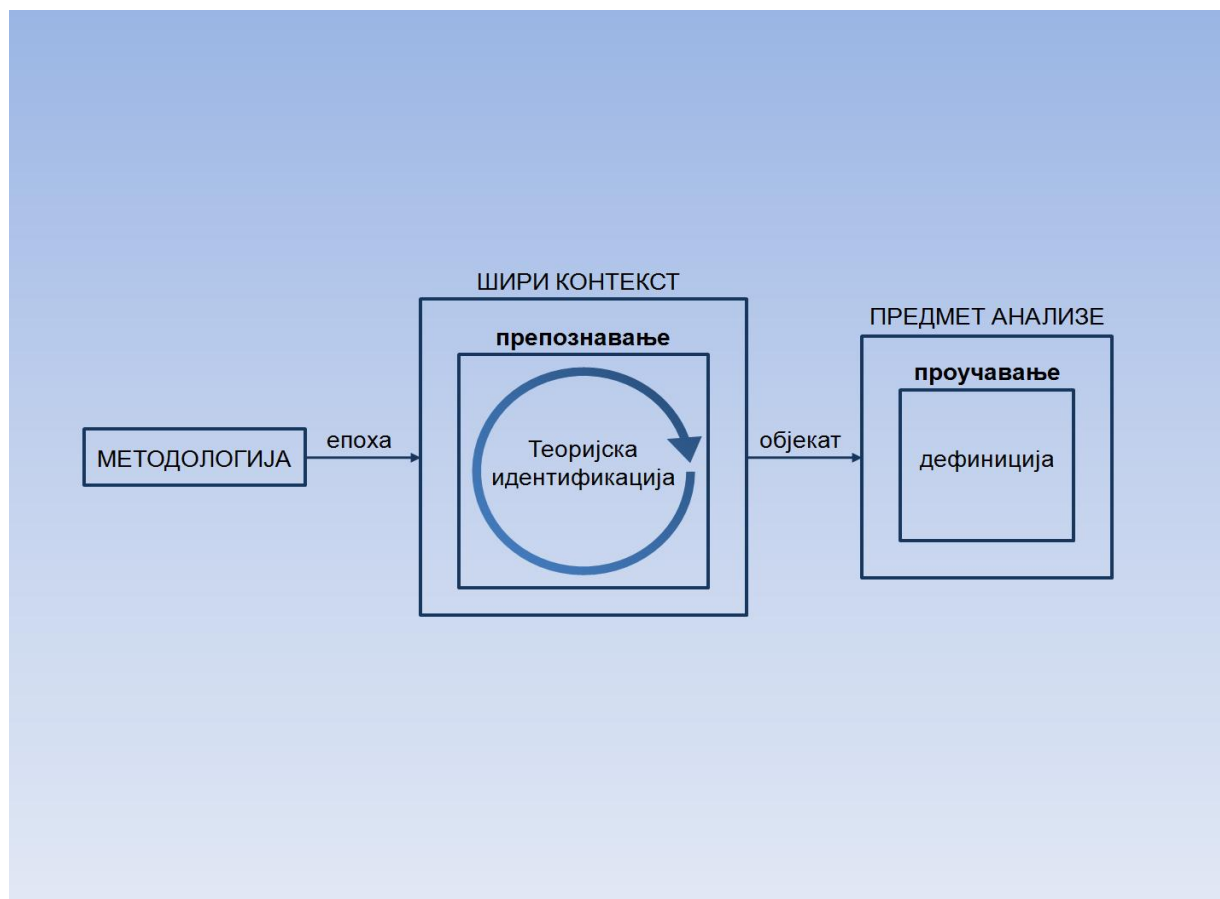 МЕТОДОЛОГИЈА
епоха
ШИРИ КОНТЕКСТ
препознавање
Теоријска
идентификација
објекат
ПРЕДМЕТ АНАЛИЗЕ
проучавање
дефиниција